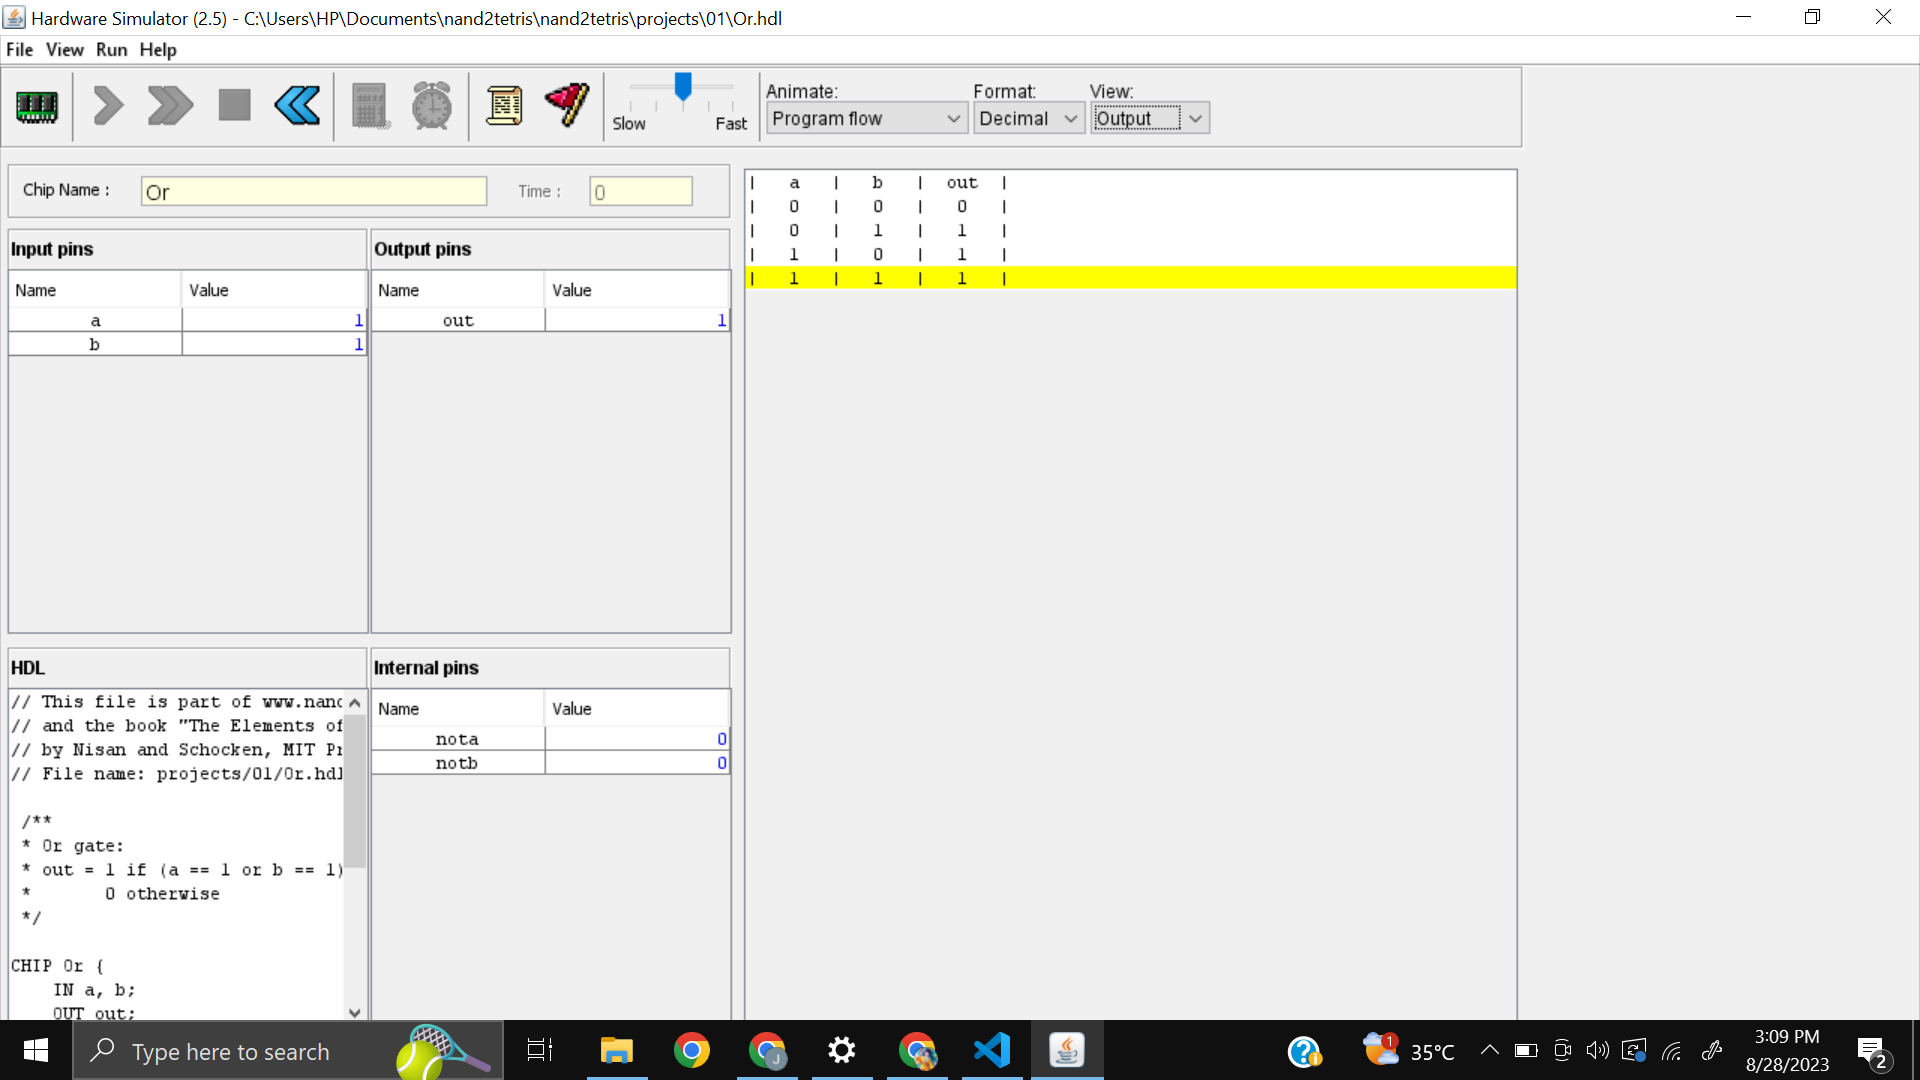 Hardware Simulator (2.5) - C:\Users\HP\Documents\nand2tetris\nand2tetris\projects\01\Or.hdl
File View Run Help
Slow Fast
Animate: Format: View:
Program flow Decimal Output
Chip Name : Or Time : 0
Input pins
Name Value
a 1
b 1
Output pins
Name Value
out 1
| a | b | out |
| 0 | 0 | 0 |
| 0 | 1 | 1 |
| 1 | 0 | 1 |
| 1 | 1 | 1 |
HDL
// This file is part of www.nand
// and the book "The Elements of
// by Nisan and Schocken, MIT Pr
// File name: projects/01/Or.hdl
/**
* Or gate:
* out = 1 if (a == 1 or b == 1)
* 0 otherwise
*/
CHIP Or {
IN a, b;
OUT out;
Internal pins
Name Value
nota 0
notb 0
Type here to search
J
1
35°C
3:09 PM
8/28/2023
2